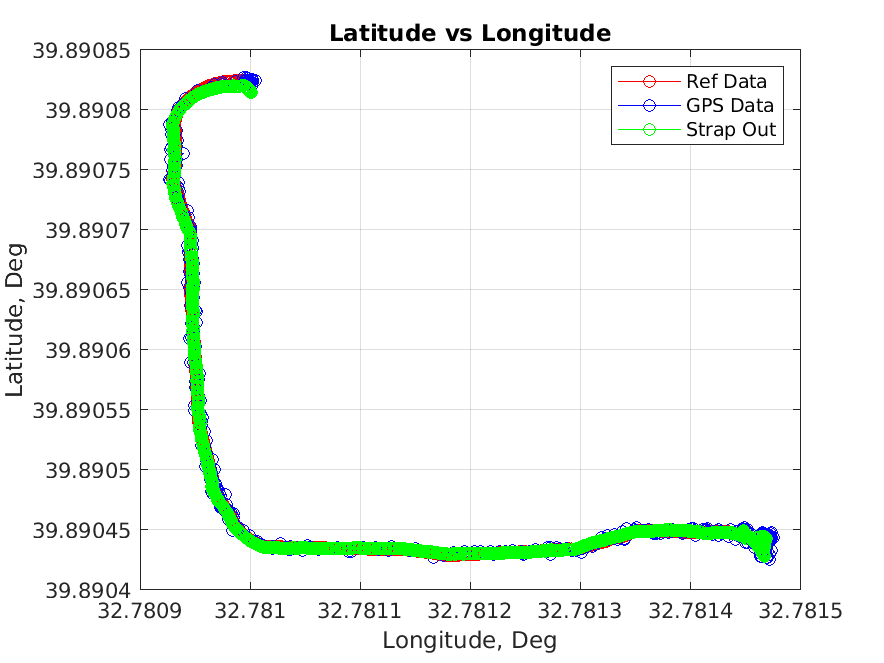 Latitude vs Longitude
Ref Data
GPS Data
Strap Out
39.89085
39.8908
39.89075
39.8907
39.89065
39.8906
39.89055
39.8905
39.89045
39.8904
Latitude, Deg
32.7809
32.781
32.7811
32.7812
32.7813
32.7814
32.7815
Longitude, Deg